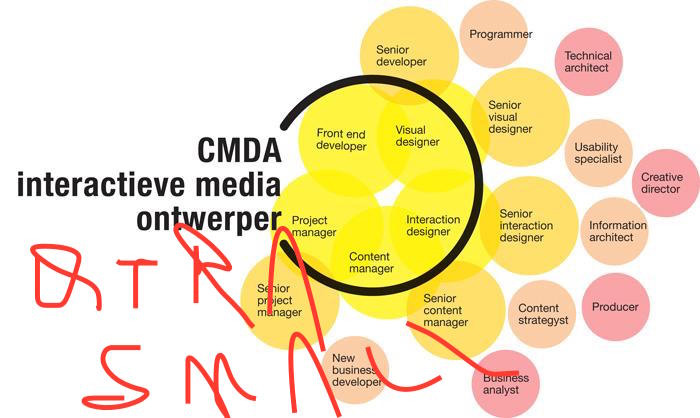 CMDA
interactieve media
ontwerper
Senior
developer
Programmer
Technical
architect
Front end
developer
Visual
designer
Senior
visual
designer
Usability
specialist
Creative
director
Project
manager
Interaction
designer
Senior
interaction
designer
Information
architect
Content
manager
Senior
project
manager
Senior
content
manager
Content
strategyst
Producer
New
business
developer
Business
analyst